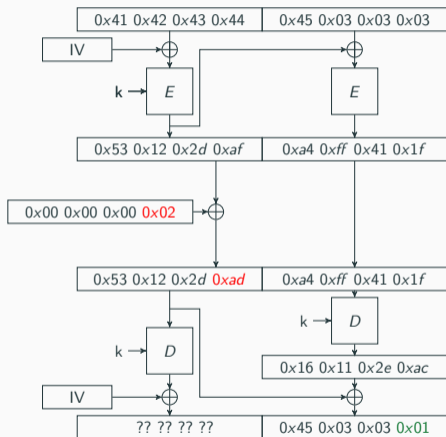 0x41 0x42 0x43 0x44 0x45 0x03 0x03 0x03
IV
k E E
0x53 0x12 0x2d 0xaf 0xa4 0xff 0x41 0x1f
0x00 0x00 0x00 0x02
0x53 0x12 0x2d 0xad 0xa4 0xff 0x41 0x1f
k D
k D
0x16 0x11 0x2e 0xac
IV
?? ?? ?? ?? 0x45 0x03 0x03 0x01